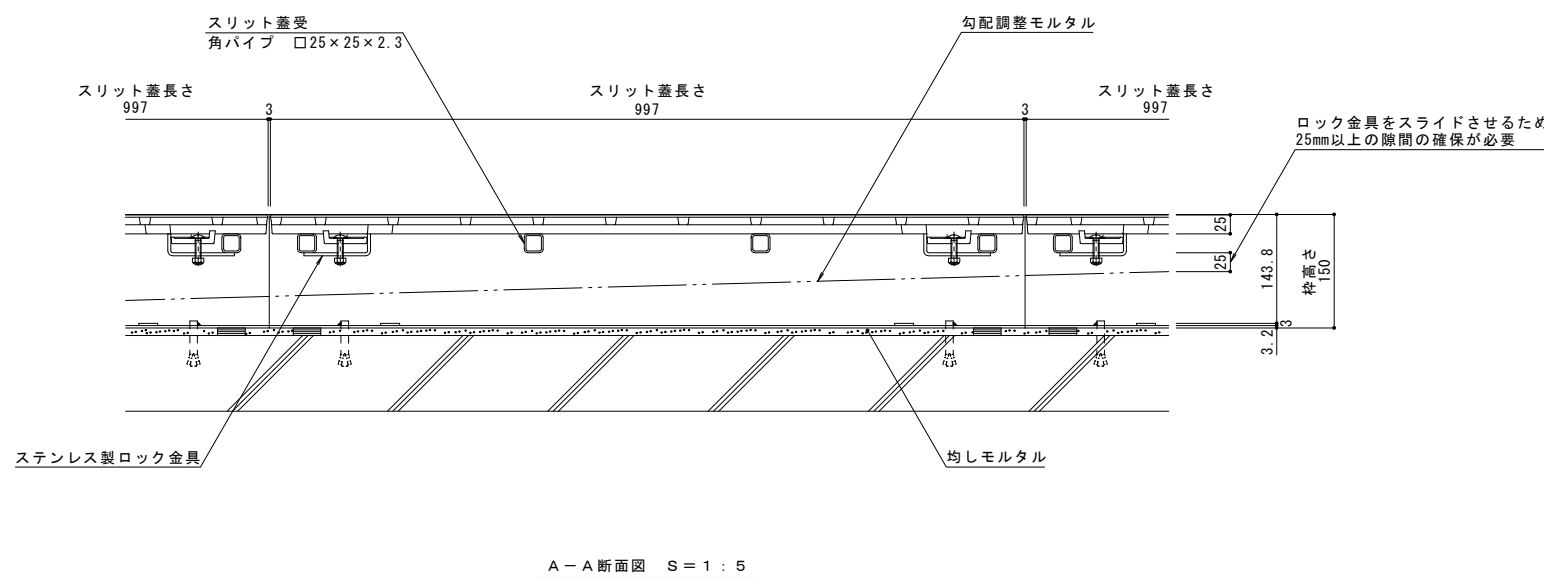 スリット蓋受
角パイプ □25×25×2.3
勾配調整モルタル
スリット蓋長さ
997
3
スリット蓋長さ
997
3
スリット蓋長さ
997
ロック金具をスライドさせるため
25mm以上の隙間の確保が必要
25
25
143.8
枠高さ
150
3
3.2
ステンレス製ロック金具
均しモルタル
A-A断面図 S=1:5